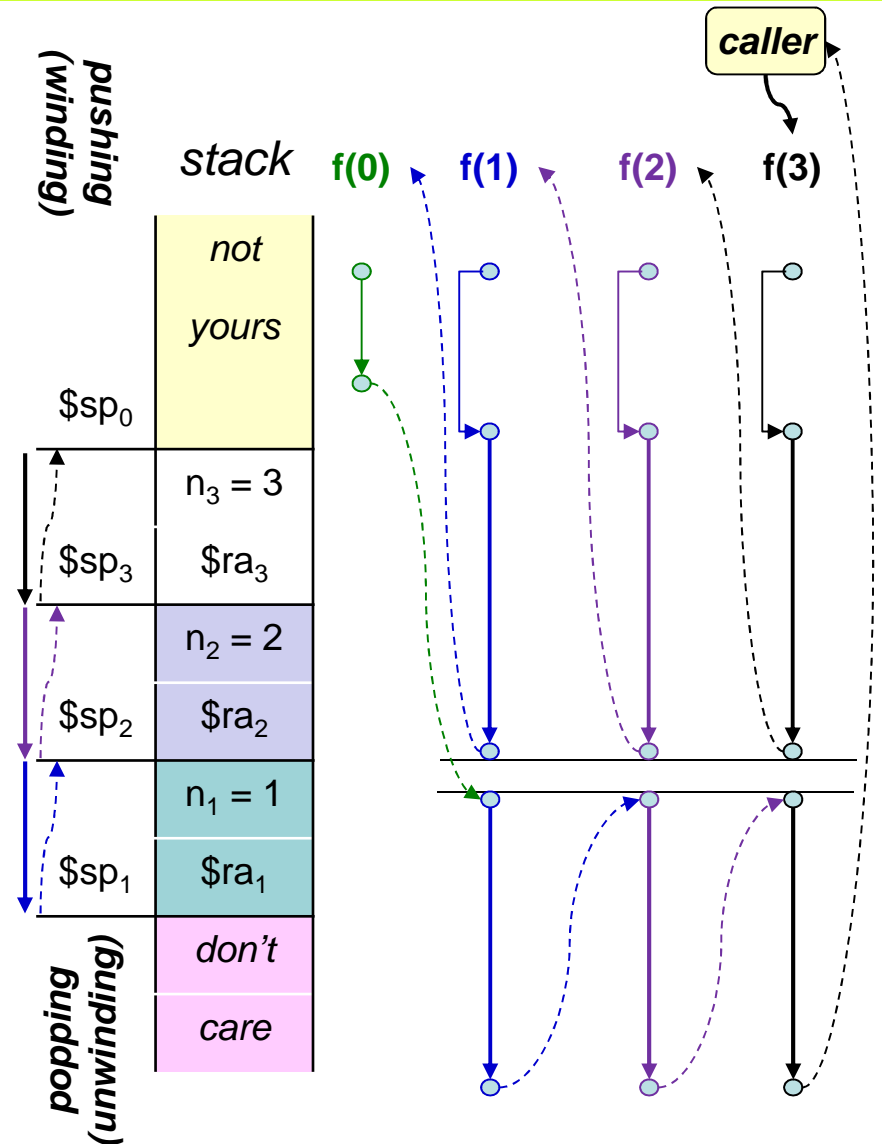 caller
pushing
(winding)
stack f(0) f(1) f(2) f(3)
not
yours
$sp₀
n₃ = 3
$sp₃ $ra₃
n₂ = 2
$sp₂ $ra₂
n₁ = 1
$sp₁ $ra₁
don't
care
popping
(unwinding)